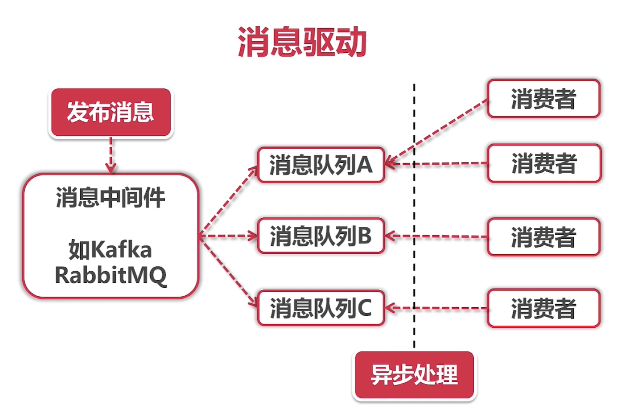 消息驱动
发布消息
消息中间件
如Kafka
RabbitMQ
消息队列A
消息队列B
消息队列C
消费者
消费者
消费者
消费者
异步处理